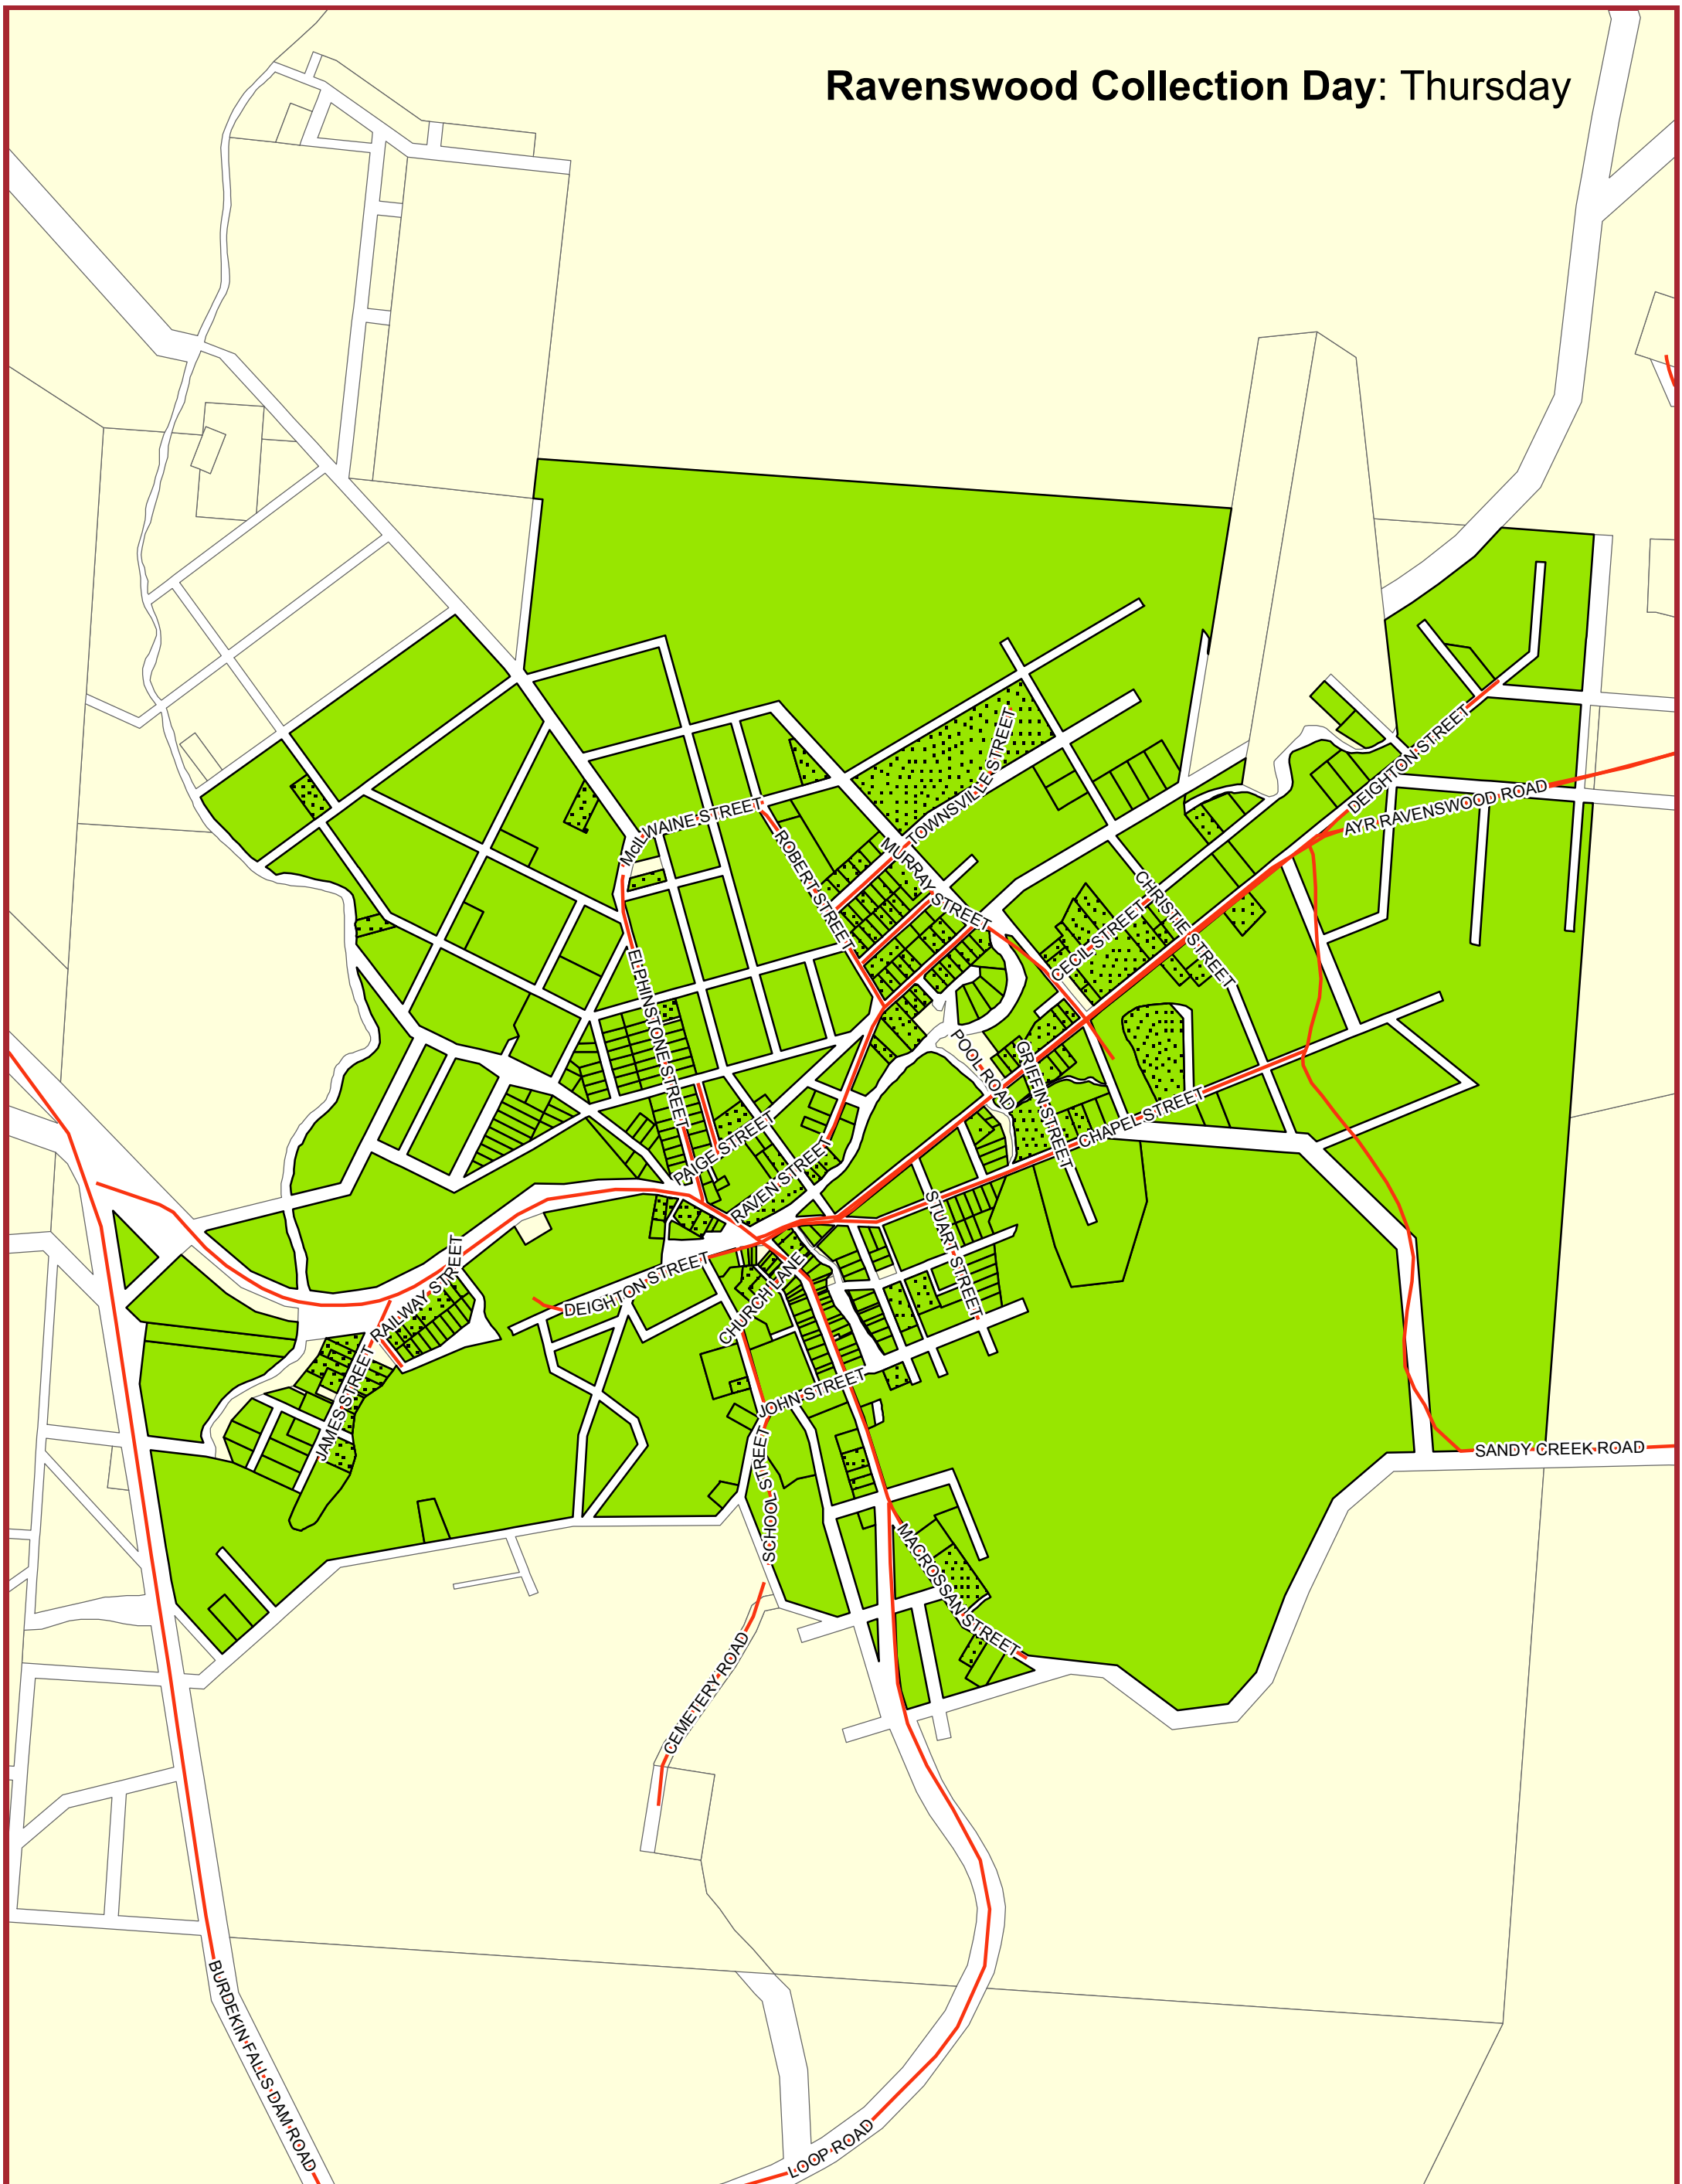 Ravenswood Collection Day: Thursday
TOWNSVILLE STREET
DEIGHTON STREET
AYR RAVENSWOOD ROAD
McILWAINE STREET
ROBERT STREET
MURRAY STREET
CHRISTIE STREET
CECIL STREET
ELPHINSTONE STREET
POOL ROAD
GRIFFIN STREET
CHAPEL STREET
PAIGE STREET
RAVEN STREET
STUART STREET
RAILWAY STREET
DEIGHTON STREET
CHURCH LANE
JAMES STREET
JOHN STREET
SCHOOL STREET
SANDY CREEK ROAD
MACROSSAN STREET
CEMETERY ROAD
BURDEKIN FALLS DAM ROAD
LOOP ROAD